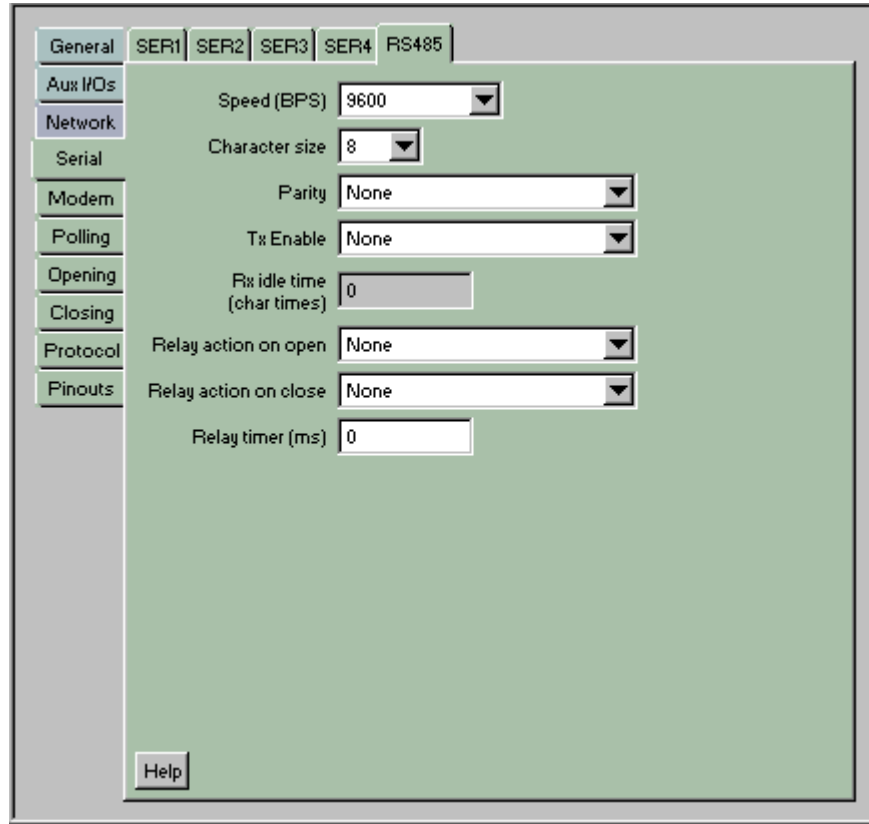 General
Aux I/Os
Network
Serial
Modem
Polling
Opening
Closing
Protocol
Pinouts
SER1 SER2 SER3 SER4 RS485
Speed (BPS) 9600
Character size 8
Parity None
Tx Enable None
Rx idle time
(char times) 0
Relay action on open None
Relay action on close None
Relay timer (ms) 0
Help